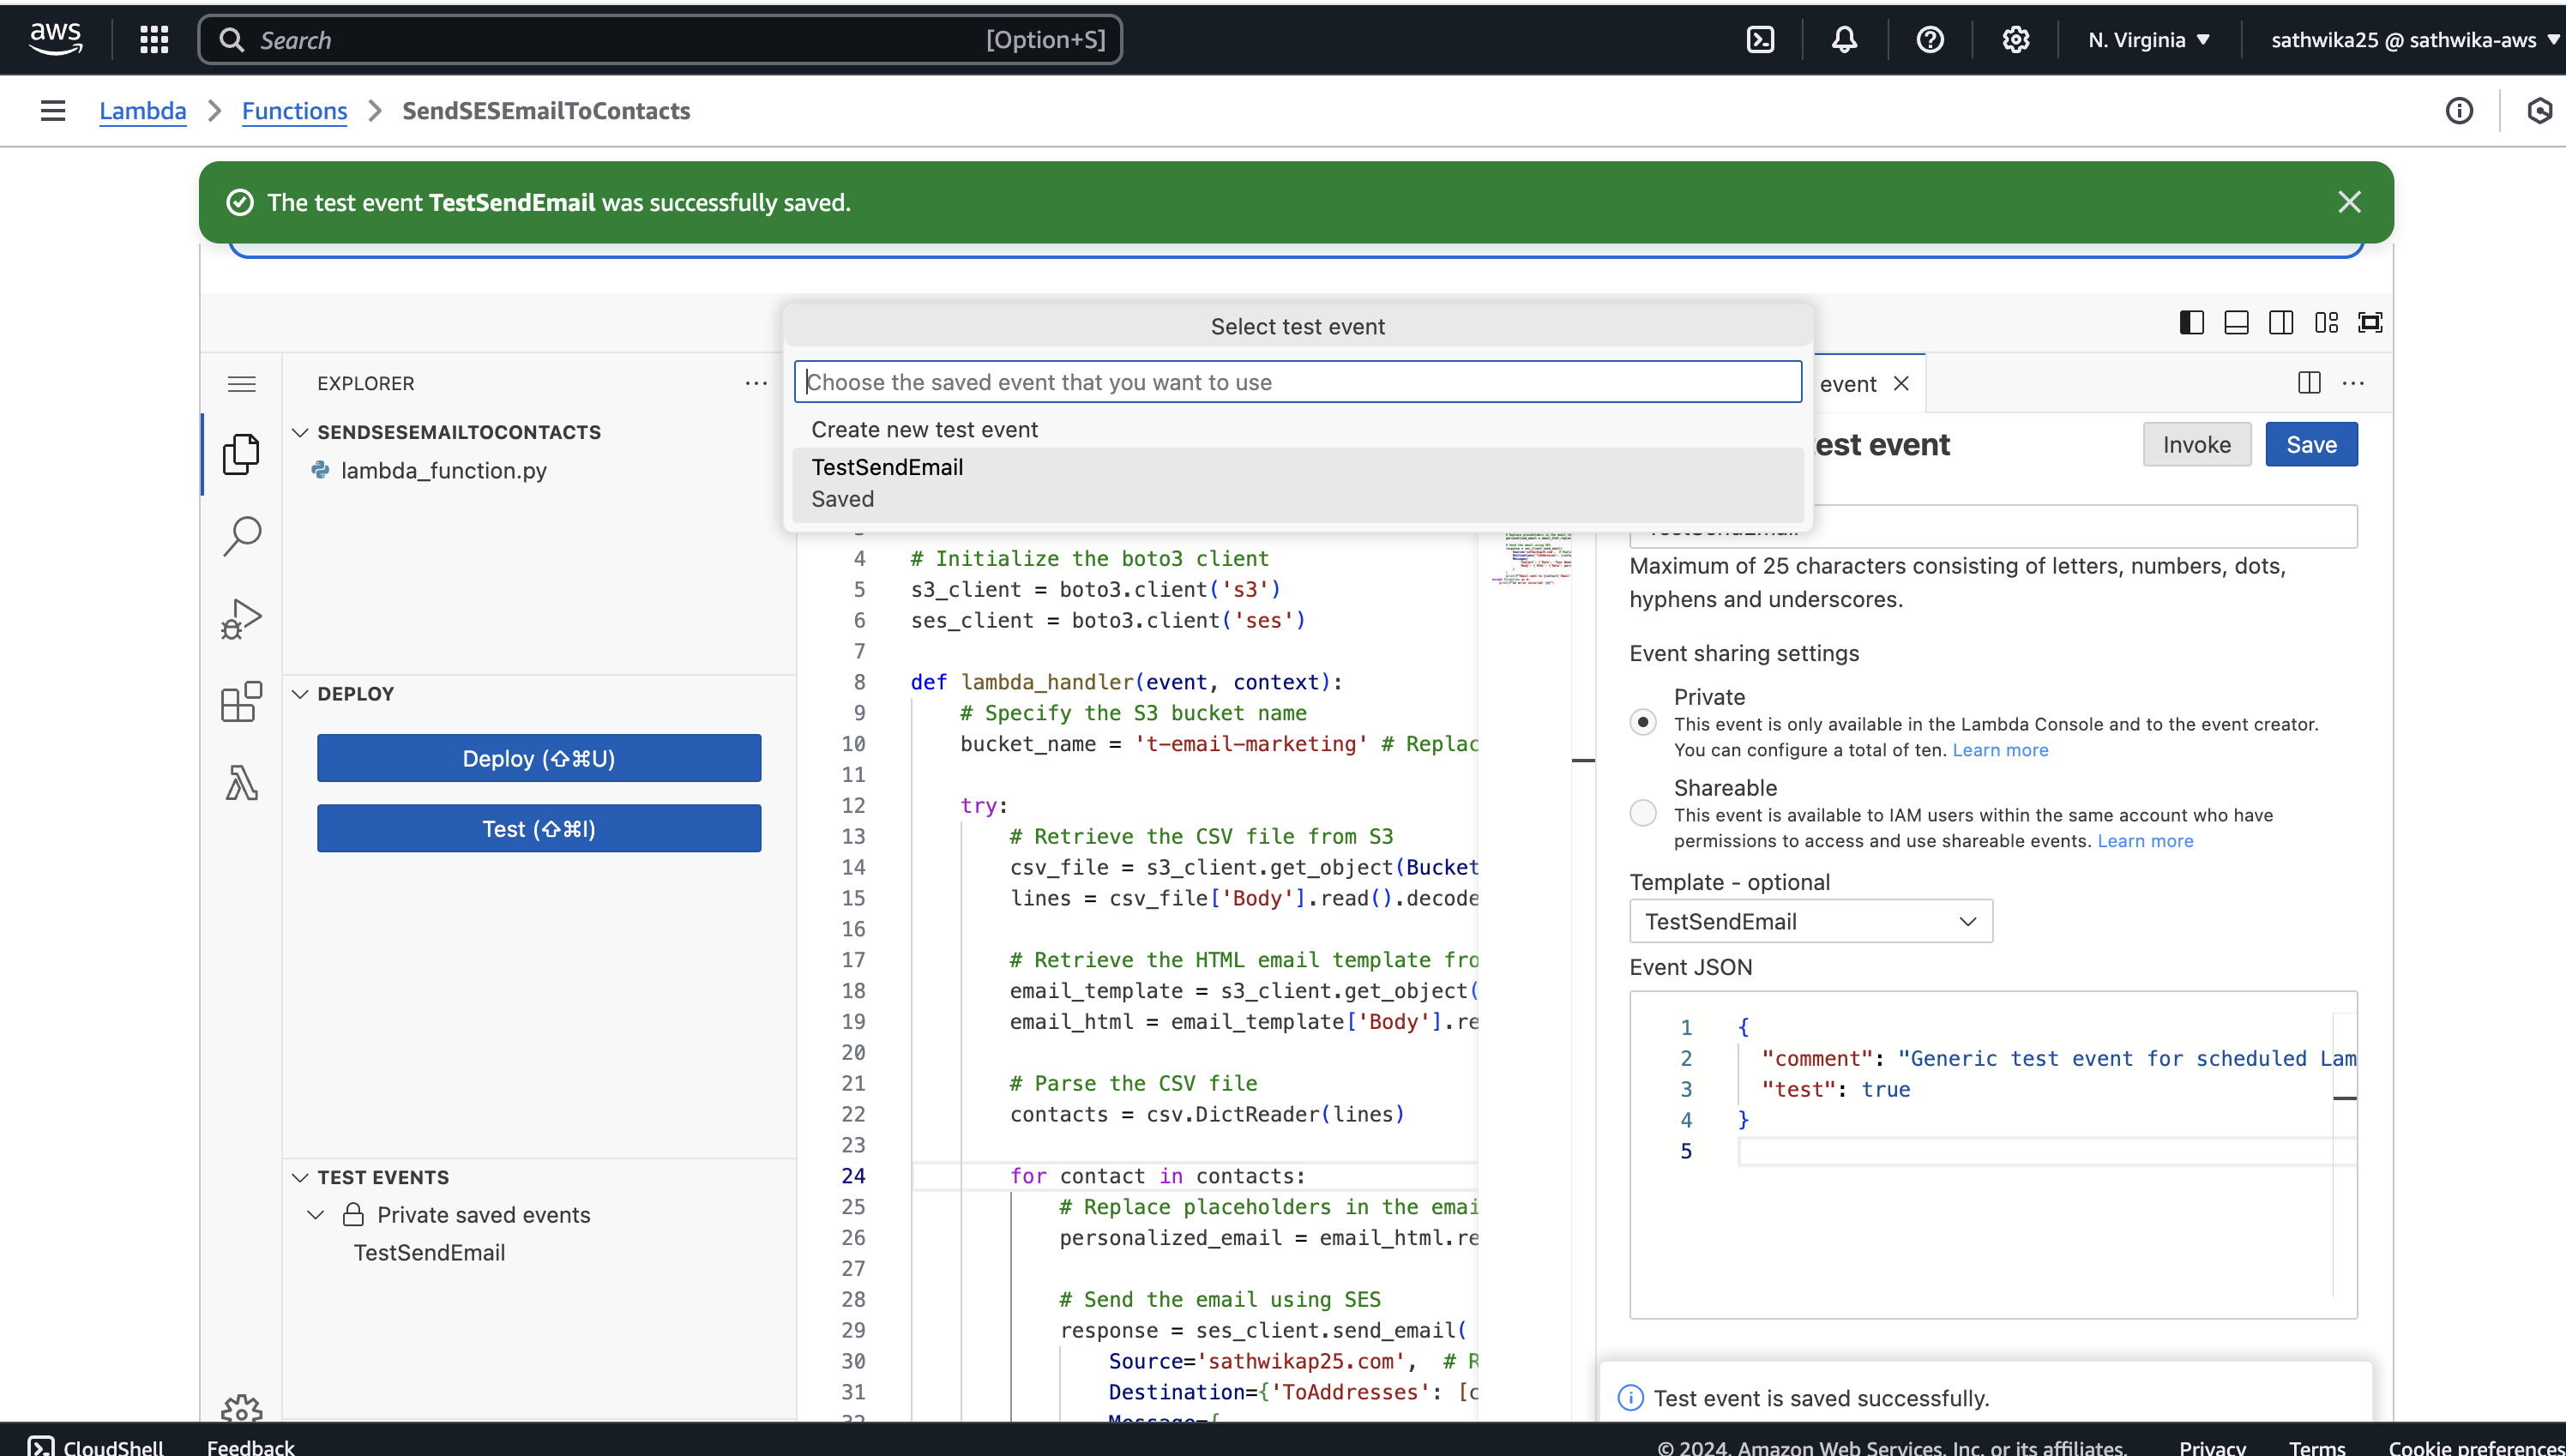 aws
Search
[Option+S]
N. Virginia
sathwika25 @ sathwika-aws
Lambda
Functions
SendSESEmailToContacts
The test event TestSendEmail was successfully saved.
Select test event
Choose the saved event that you want to use
Create new test event
TestSendEmail
Saved
EXPLORER
SENDSESEMAILTOCONTACTS
lambda_function.py
DEPLOY
Deploy (⇧⌘U)
Test (⇧⌘I)
TEST EVENTS
Private saved events
TestSendEmail
4 # Initialize the boto3 client
5 s3_client = boto3.client('s3')
6 ses_client = boto3.client('ses')
7
8 def lambda_handler(event, context):
9 # Specify the S3 bucket name
10 bucket_name = 't-email-marketing' # Replac
11
12 try:
13 # Retrieve the CSV file from S3
14 csv_file = s3_client.get_object(Bucket
15 lines = csv_file['Body'].read().decode
16
17 # Retrieve the HTML email template fro
18 email_template = s3_client.get_object(
19 email_html = email_template['Body'].re
20
21 # Parse the CSV file
22 contacts = csv.DictReader(lines)
23
24 for contact in contacts:
25 # Replace placeholders in the emai
26 personalized_email = email_html.re
27
28 # Send the email using SES
29 response = ses_client.send_email(
30 Source='sathwikap25.com', # R
31 Destination={'ToAddresses': [c
32 Message={
event
est event
Invoke
Save
TestSendEmail
Maximum of 25 characters consisting of letters, numbers, dots,
hyphens and underscores.
Event sharing settings
Private
This event is only available in the Lambda Console and to the event creator.
You can configure a total of ten. Learn more
Shareable
This event is available to IAM users within the same account who have
permissions to access and use shareable events. Learn more
Template - optional
TestSendEmail
Event JSON
1 {
2 "comment": "Generic test event for scheduled Lam
3 "test": true
4 }
5
Test event is saved successfully.
CloudShell
Feedback
© 2024, Amazon Web Services, Inc. or its affiliates.
Privacy
Terms
Cookie preferences